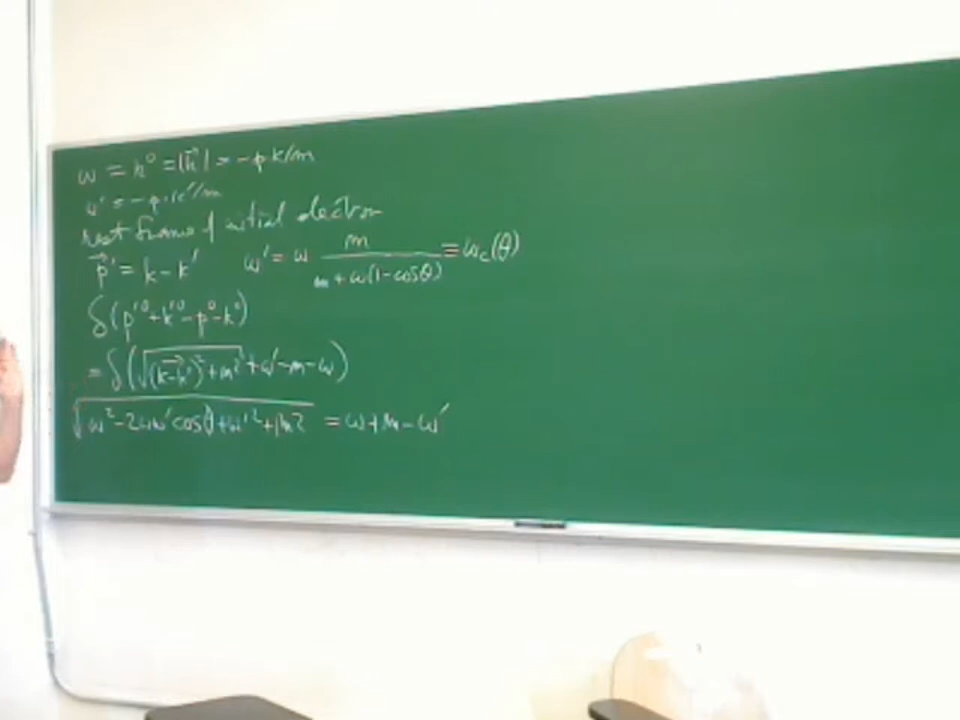 ω = k⁰ = |k⃗| = -p·k/m
ω' = -p·k'/m
rest frame of initial electron
p⃗' = k - k' ω' = ω m/(m+ω(1-cosθ)) ≡ ω_c(θ)
δ(p'⁰+k'⁰-p⁰-k⁰)
= δ(√((k⃗-k⃗')²+m²)+ω'-m-ω)
√(ω²-2ωω'cosθ+ω'²+m²) = ω+m-ω'